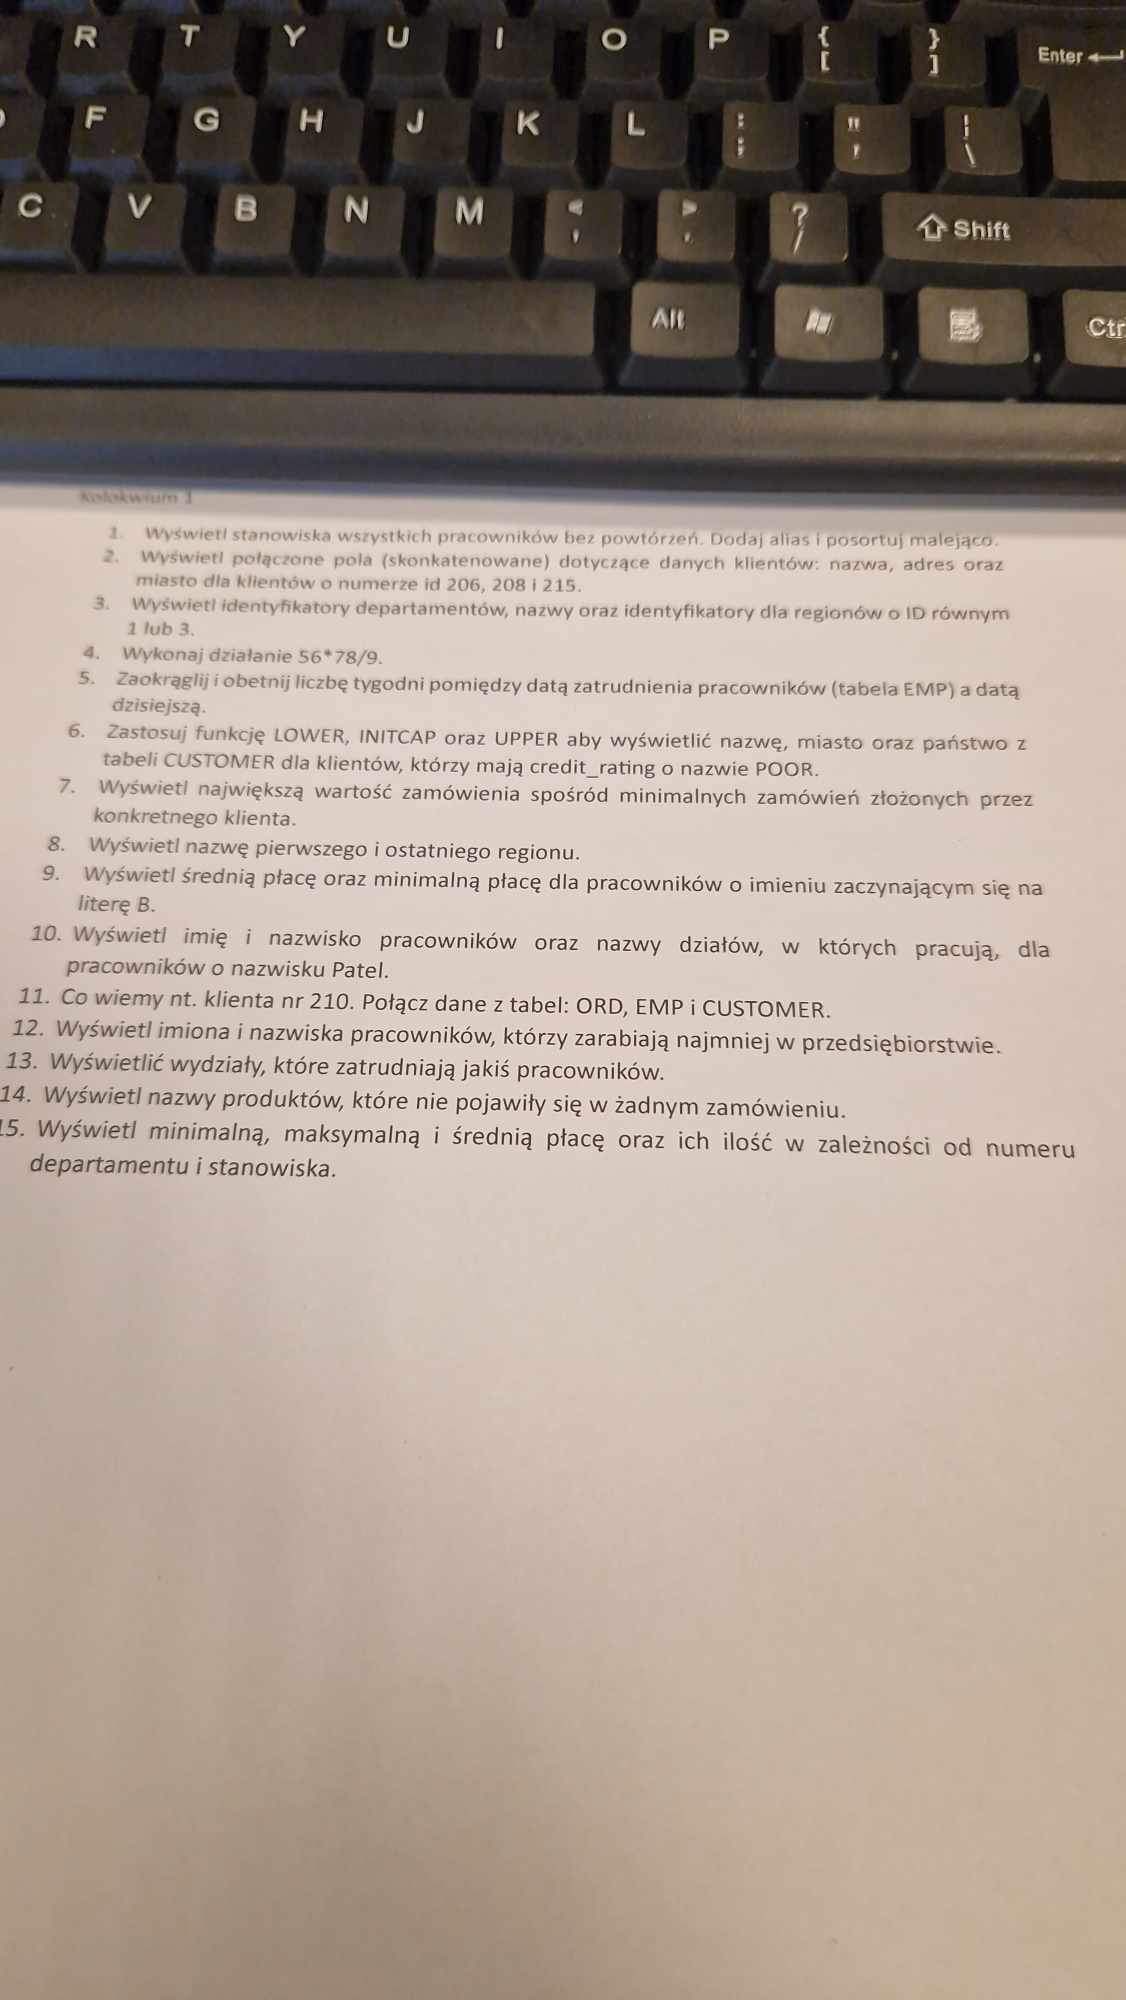 R T Y U I O P { [ } ] Enter
F G H J K L : ; " ' | \
C V B N M < , > . ? / Shift
Alt Ctr
Kolokwium 1
1. Wyświetl stanowiska wszystkich pracowników bez powtórzeń. Dodaj alias i posortuj malejąco.
2. Wyświetl połączone pola (skonkatenowane) dotyczące danych klientów: nazwa, adres oraz
miasto dla klientów o numerze id 206, 208 i 215.
3. Wyświetl identyfikatory departamentów, nazwy oraz identyfikatory dla regionów o ID równym
1 lub 3.
4. Wykonaj działanie 56*78/9.
5. Zaokrąglij i obetnij liczbę tygodni pomiędzy datą zatrudnienia pracowników (tabela EMP) a datą
dzisiejszą.
6. Zastosuj funkcję LOWER, INITCAP oraz UPPER aby wyświetlić nazwę, miasto oraz państwo z
tabeli CUSTOMER dla klientów, którzy mają credit_rating o nazwie POOR.
7. Wyświetl największą wartość zamówienia spośród minimalnych zamówień złożonych przez
konkretnego klienta.
8. Wyświetl nazwę pierwszego i ostatniego regionu.
9. Wyświetl średnią płacę oraz minimalną płacę dla pracowników o imieniu zaczynającym się na
literę B.
10. Wyświetl imię i nazwisko pracowników oraz nazwy działów, w których pracują, dla
pracowników o nazwisku Patel.
11. Co wiemy nt. klienta nr 210. Połącz dane z tabel: ORD, EMP i CUSTOMER.
12. Wyświetl imiona i nazwiska pracowników, którzy zarabiają najmniej w przedsiębiorstwie.
13. Wyświetlić wydziały, które zatrudniają jakiś pracowników.
14. Wyświetl nazwy produktów, które nie pojawiły się w żadnym zamówieniu.
15. Wyświetl minimalną, maksymalną i średnią płacę oraz ich ilość w zależności od numeru
departamentu i stanowiska.